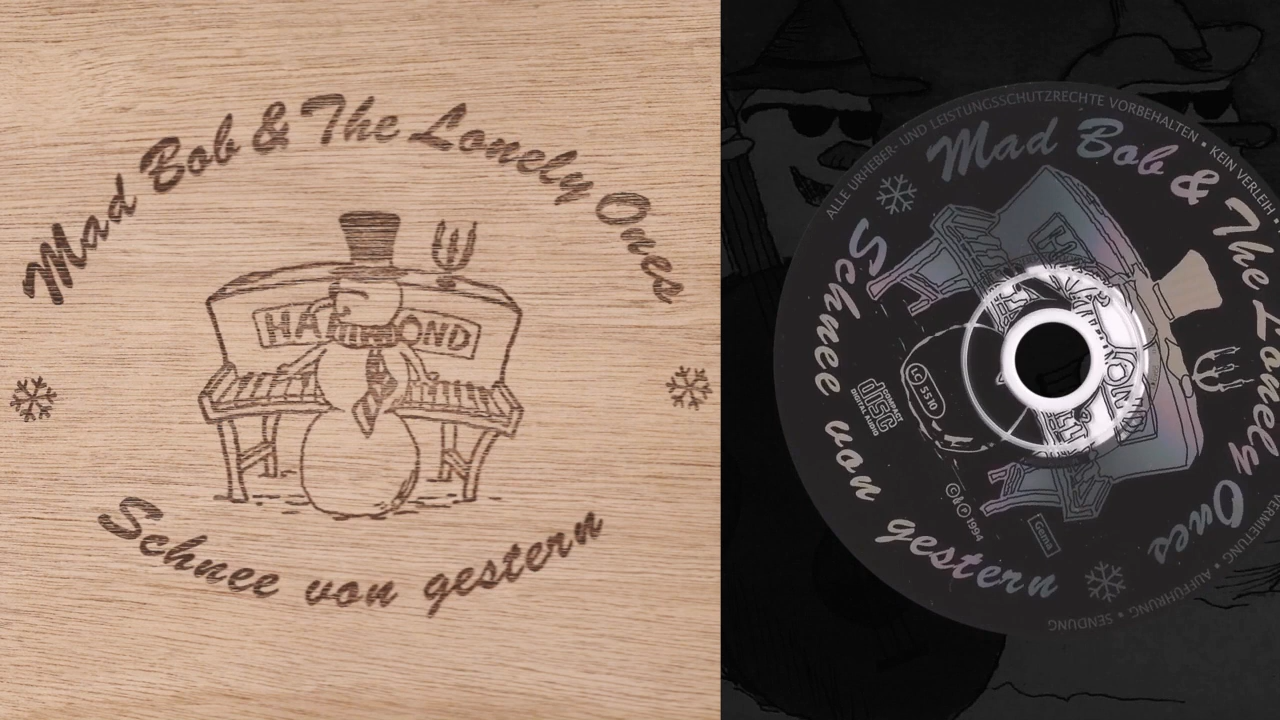 Mad Bob & The Lonely Ones
HAMMOND
Schnee von gestern
ALLE URHEBER- UND LEISTUNGSSCHUTZRECHTE VORBEHALTEN • KEIN VERLEIH •
VERMIETUNG • AUFFÜHRUNG • SENDUNG
Mad Bob & The Lonely Ones
LC
5510
COMPACT
disc
DIGITAL AUDIO
©&℗ 1994
Gema
Schnee von gestern